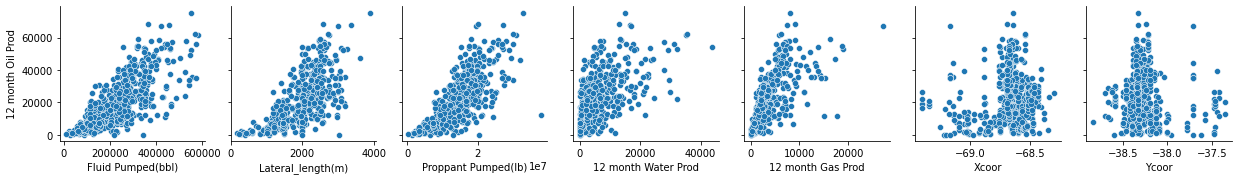 12 month Oil Prod
60000
40000
20000
0
0 200000 400000 600000
Fluid Pumped(bbl)
0 2000 4000
Lateral_length(m)
0 2
1e7
Proppant Pumped(lb)
0 20000 40000
12 month Water Prod
0 10000 20000
12 month Gas Prod
−69.0 −68.5
Xcoor
−38.5 −38.0 −37.5
Ycoor